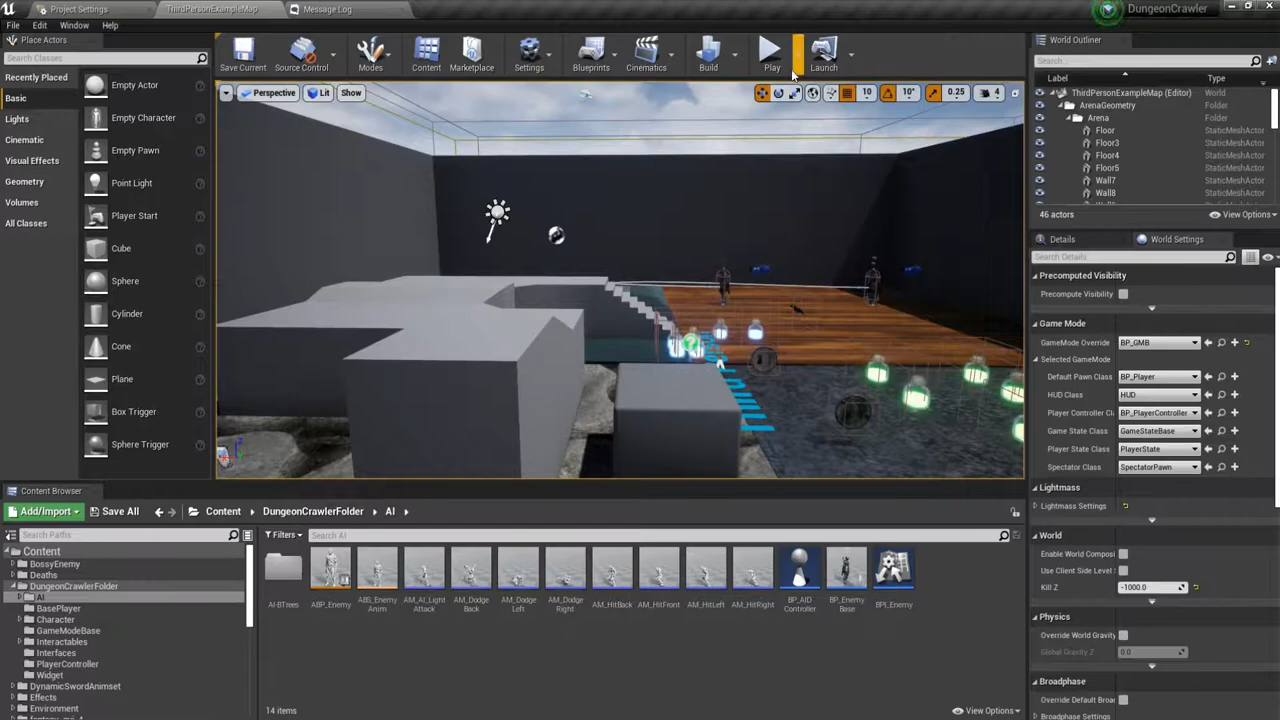 Project Settings
ThirdPersonExampleMap
Message Log
DungeonCrawler
File Edit Window Help
Place Actors
Search Classes
Recently Placed
Basic
Lights
Cinematic
Visual Effects
Geometry
Volumes
All Classes
Empty Actor
Empty Character
Empty Pawn
Point Light
Player Start
Cube
Sphere
Cylinder
Cone
Plane
Box Trigger
Sphere Trigger
Save Current
Source Control
Modes
Content
Marketplace
Settings
Blueprints
Cinematics
Build
Play
Launch
Perspective
Lit
Show
10
10°
0.25
4
World Outliner
Search...
Label Type
ThirdPersonExampleMap (Editor) World
ArenaGeometry Folder
Arena Folder
Floor StaticMeshActor
Floor3 StaticMeshActor
Floor4 StaticMeshActor
Floor5 StaticMeshActor
Wall7 StaticMeshActor
Wall8 StaticMeshActor
46 actors
View Options
Details
World Settings
Search Details
Precomputed Visibility
Precompute Visibility
Game Mode
GameMode Override BP_GMB
Selected GameMode
Default Pawn Class BP_Player
HUD Class HUD
Player Controller Cl BP_PlayerController
Game State Class GameStateBase
Player State Class PlayerState
Spectator Class SpectatorPawn
Lightmass
Lightmass Settings
World
Enable World Composi
Use Client Side Level
Kill Z -1000.0
Physics
Override World Gravity
Global Gravity Z 0.0
Broadphase
Override Default Broa
Broadphase Settings
Content Browser
Add/Import
Save All
Content
DungeonCrawlerFolder
AI
Search Paths
Filters
Search AI
Content
BossyEnemy
Deaths
DungeonCrawlerFolder
AI
BasePlayer
Character
GameModeBase
Interactables
Interfaces
PlayerController
Widget
DynamicSwordAnimset
Effects
Environment
AI-BTrees
ABP_Enemy
ABS_Enemy
Anim
AM_AI_Light
Attack
AM_Dodge
Back
AM_Dodge
Left
AM_Dodge
Right
AM_HitBack
AM_HitFront
AM_HitLeft
AM_HitRight
BP_AID
Controller
BP_Enemy
Base
BPI_Enemy
14 items
View Options